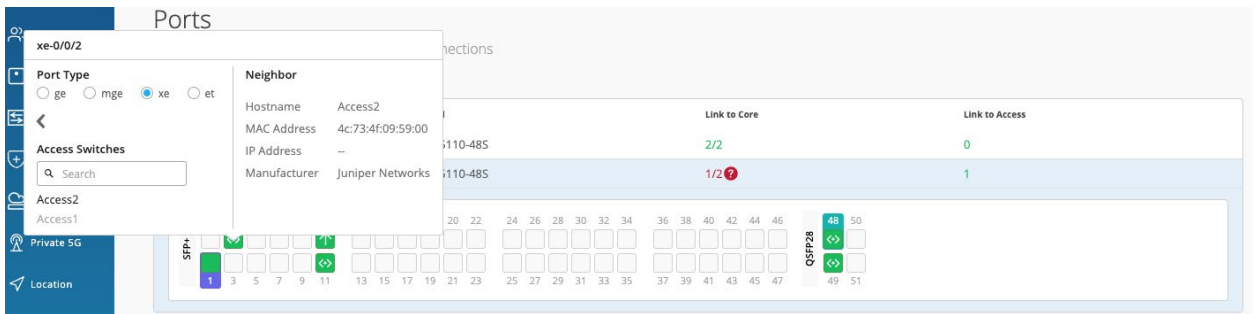 Ports
xe-0/0/2
nections
Port Type
ge mge xe et
Neighbor
Hostname Access2
MAC Address 4c:73:4f:09:59:00
IP Address --
Manufacturer Juniper Networks
Access Switches
Search
Access2
Access1
Link to Core Link to Access
5110-48S 2/2 0
5110-48S 1/2 ? 1
20 22 24 26 28 30 32 34 36 38 40 42 44 46 48 50
SFP+
QSFP28
1 3 5 7 9 11 13 15 17 19 21 23 25 27 29 31 33 35 37 39 41 43 45 47 49 51
Private 5G
Location